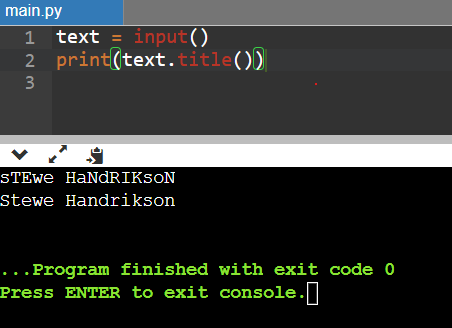 main.py
1 text = input()
2 print(text.title())
3
sTEwe HaNdRIKsoN
Stewe Handrikson
...Program finished with exit code 0
Press ENTER to exit console.